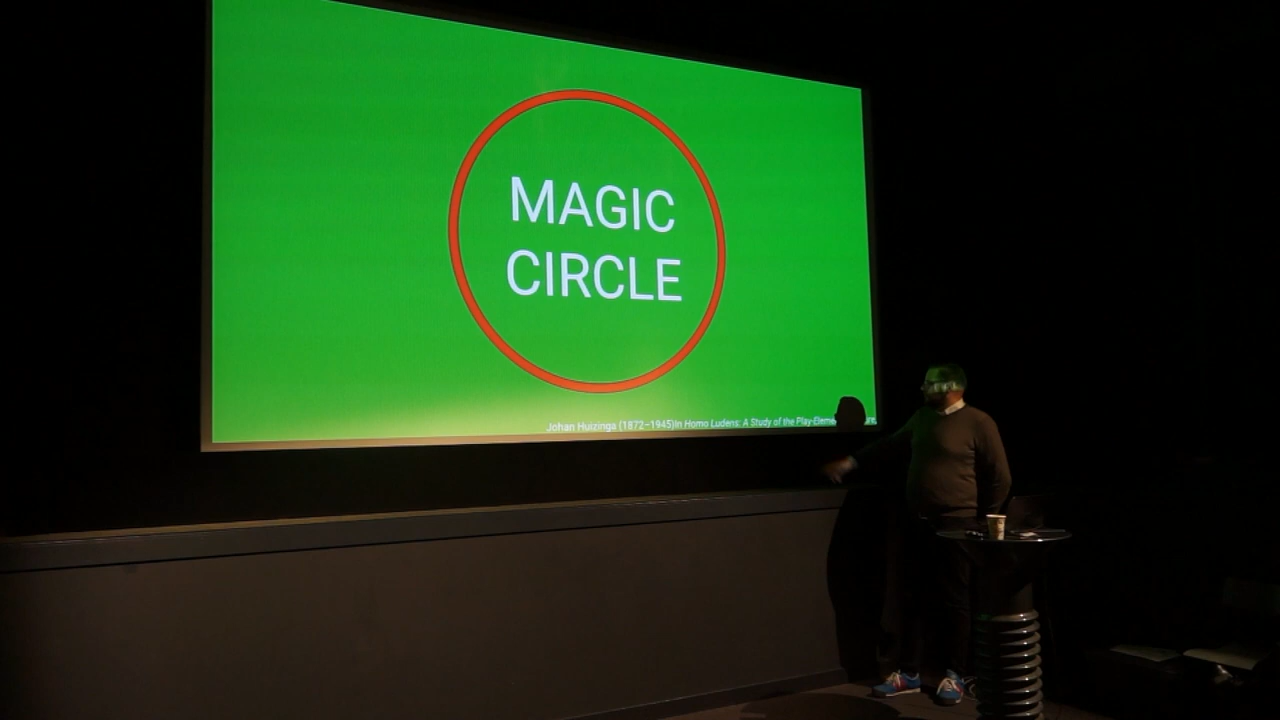 MAGIC
CIRCLE
Johan Huizinga (1872–1945)In Homo Ludens: A Study of the Play-Eleme